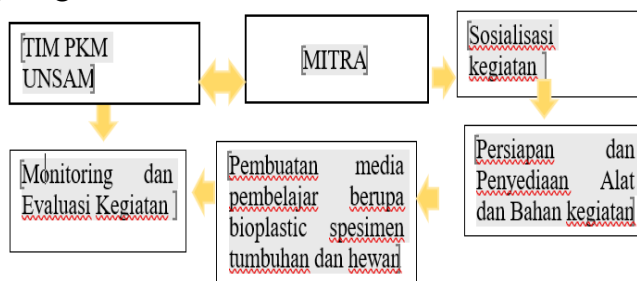 [TIM PKM
UNSAM]
[MITRA]
[Sosialisasi
kegiatan ]
[Persiapan dan
Penyediaan Alat
dan Bahan kegiatan]
[Pembuatan media
pembelajar berupa
bioplastic spesimen
tumbuhan dan hewan]
[Monitoring dan
Evaluasi Kegiatan ]